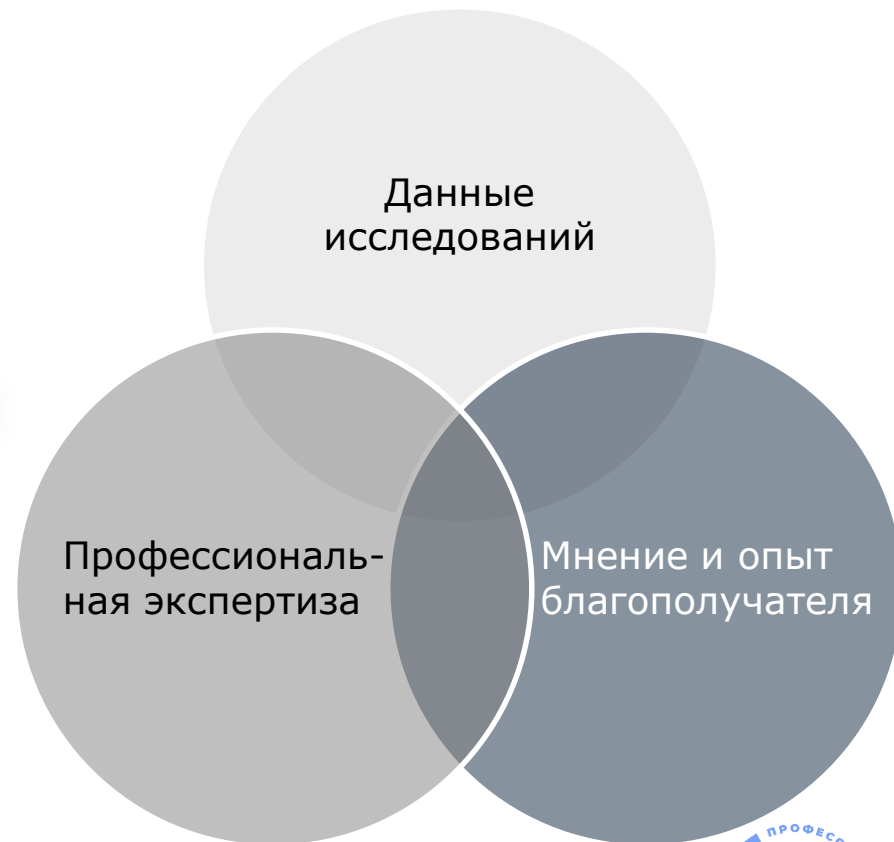 Данные
исследований
Профессиональ-
ная экспертиза
Мнение и опыт
благополучателя